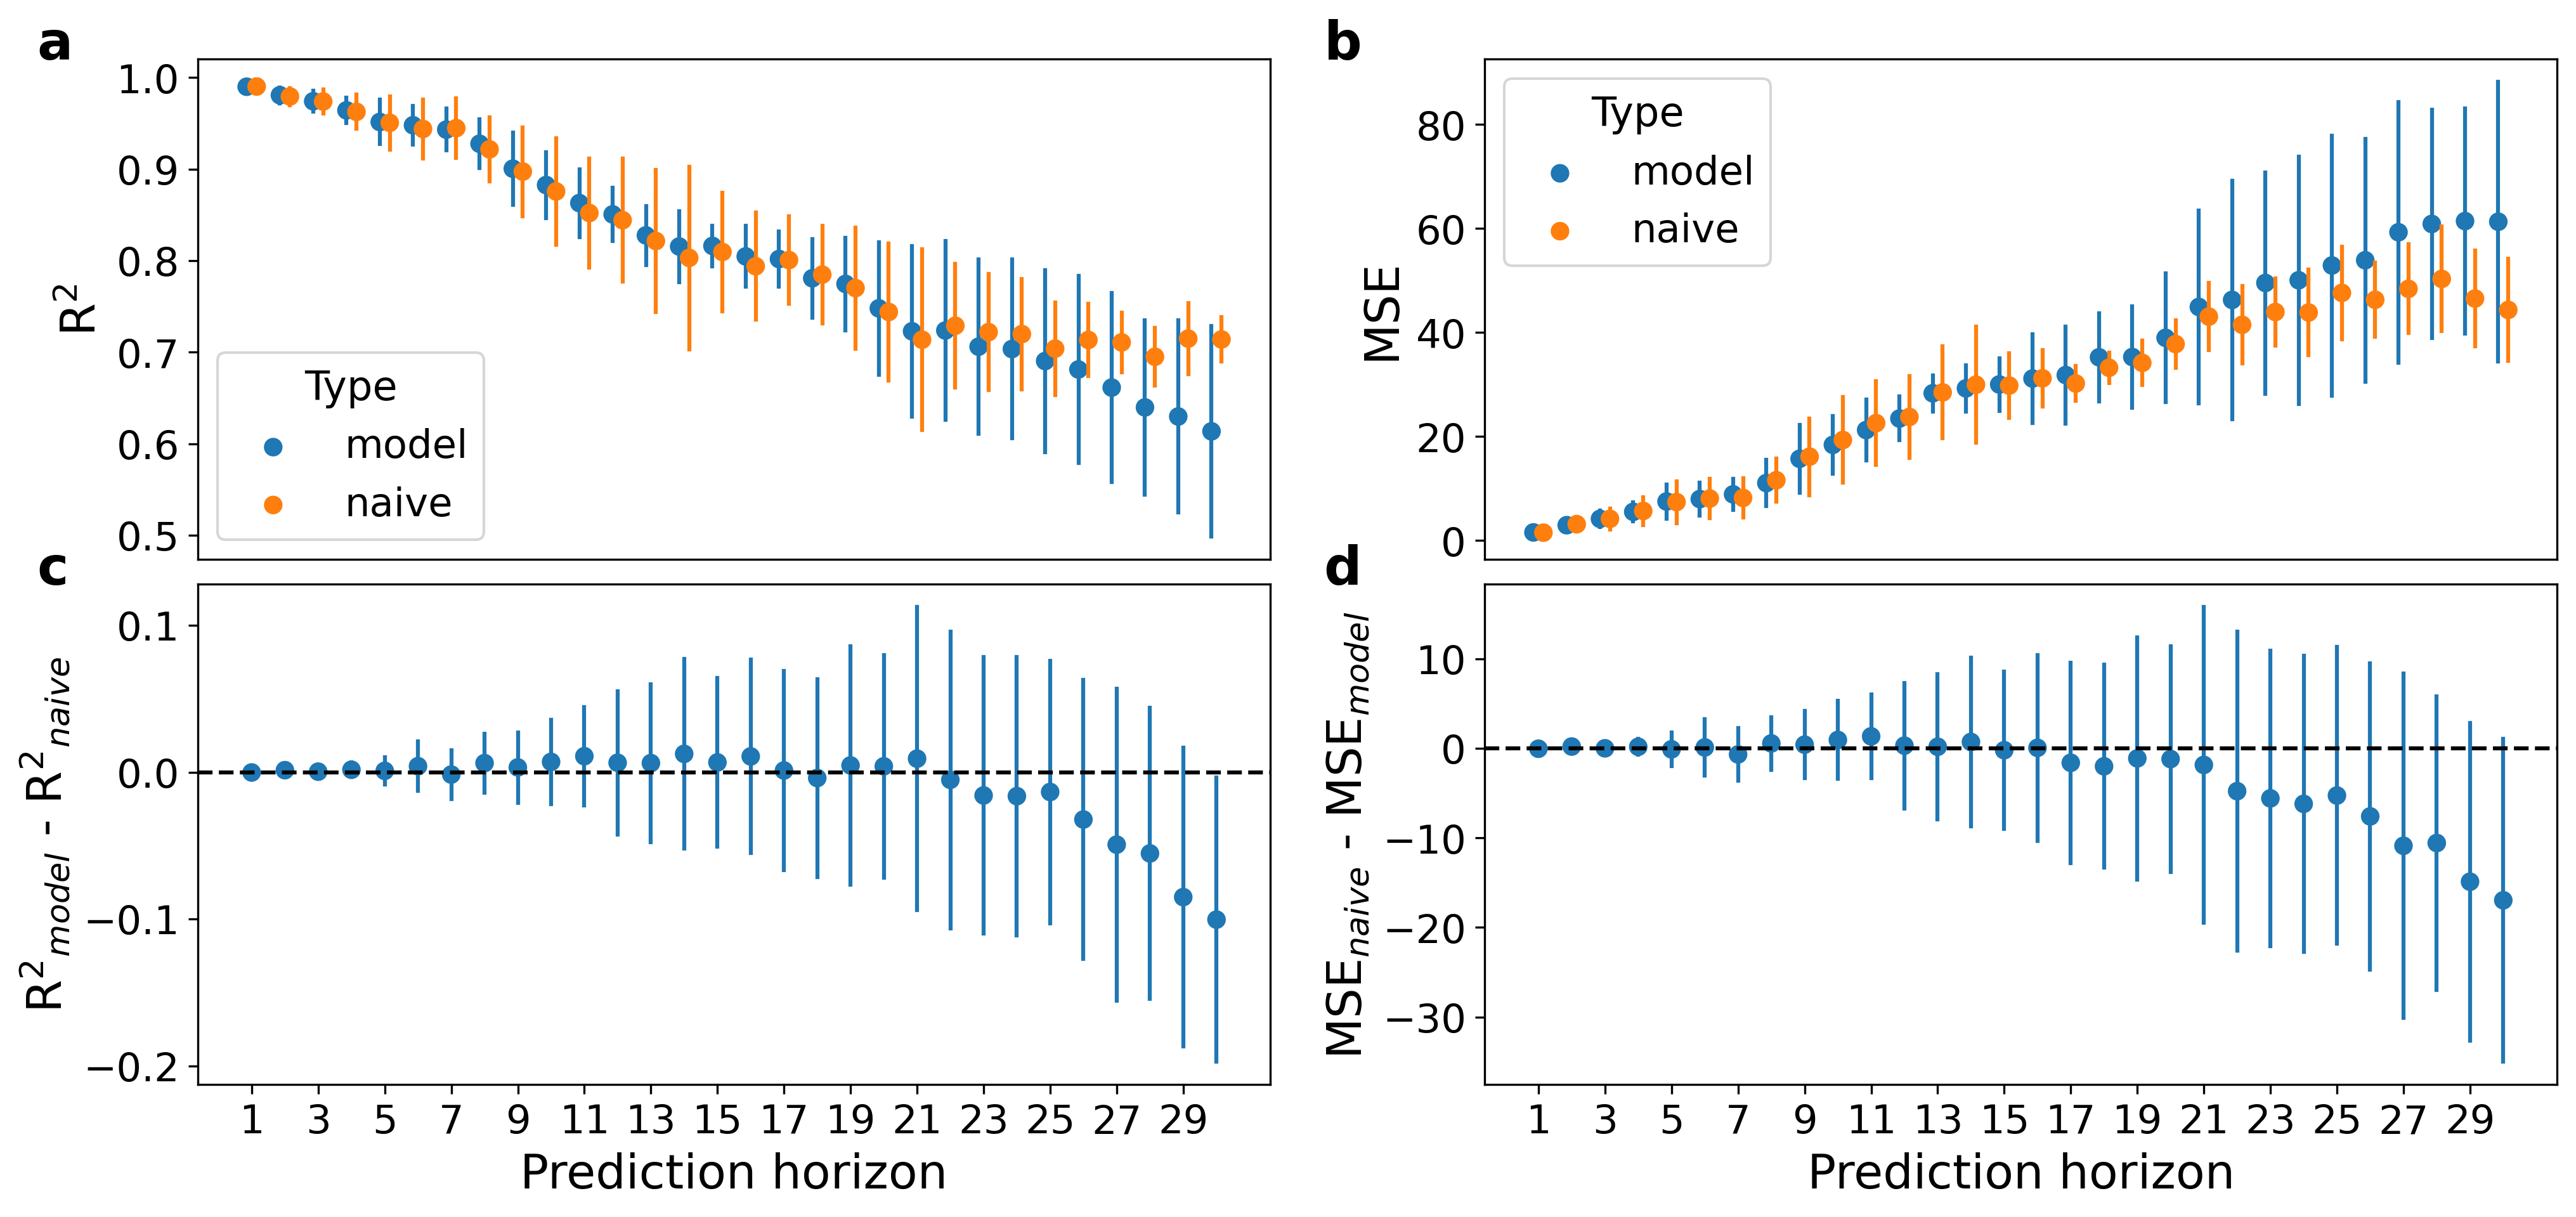 a
1.0
0.9
0.8
0.7
0.6
0.5
R²
Type
model
naive
b
80
60
40
20
0
MSE
Type
model
naive
c
0.1
0.0
−0.1
−0.2
R²model - R²naive
1 3 5 7 9 11 13 15 17 19 21 23 25 27 29
Prediction horizon
d
10
0
−10
−20
−30
MSEnaive - MSEmodel
1 3 5 7 9 11 13 15 17 19 21 23 25 27 29
Prediction horizon